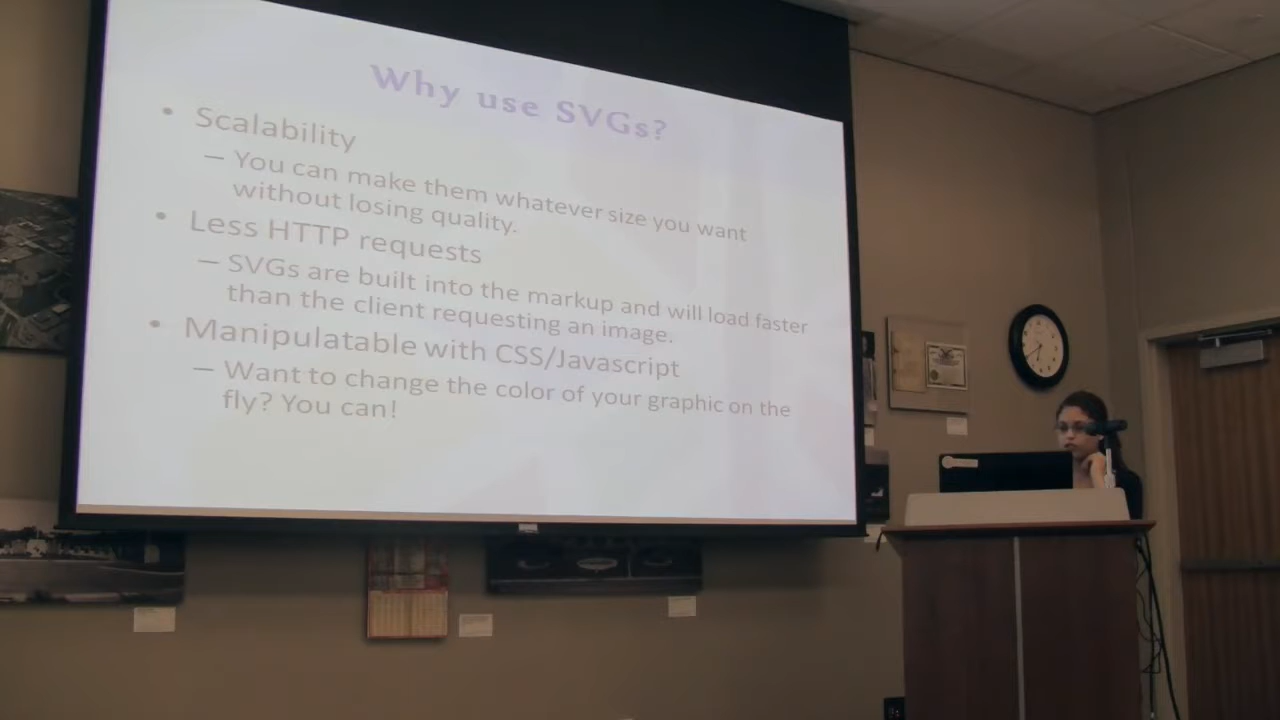 Why use SVGs?
• Scalability
– You can make them whatever size you want
without losing quality.
• Less HTTP requests
– SVGs are built into the markup and will load faster
than the client requesting an image.
• Manipulatable with CSS/Javascript
– Want to change the color of your graphic on the
fly? You can!